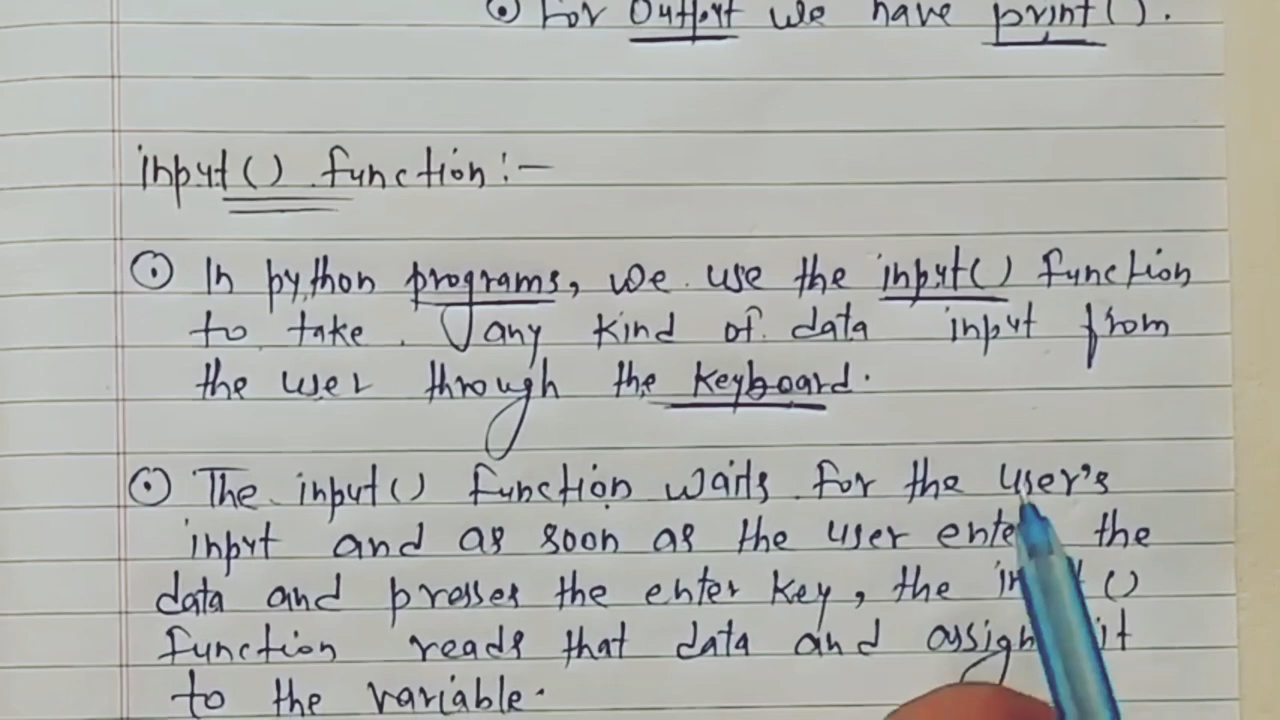 For output we have print().
input() function:-
In python programs, we use the input() function
to take any kind of data input from
the user through the keyboard.
The input() function waits for the user's
input and as soon as the user enter the
data and presses the enter key, the input()
function reads that data and assign it
to the variable.